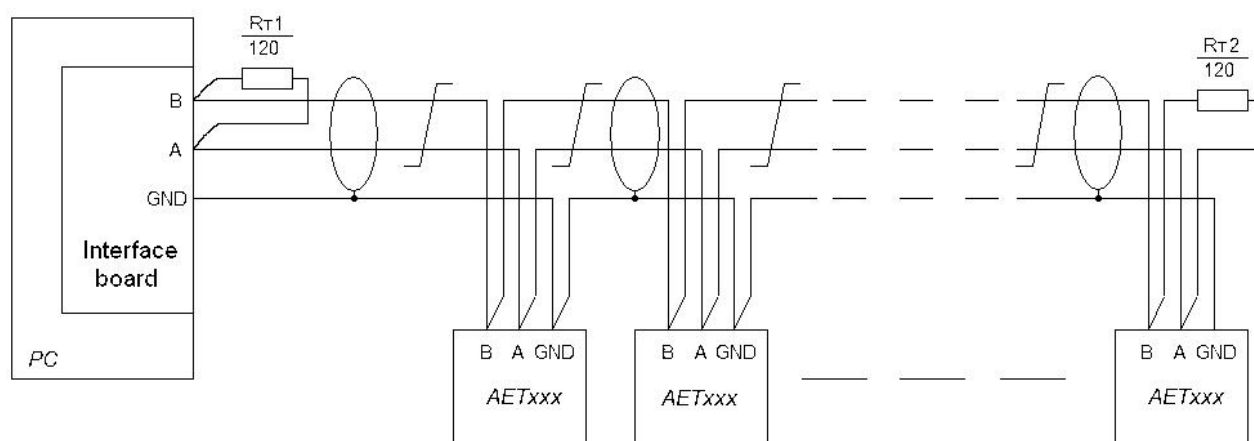 Rт1
120
Rт2
120
B
A
GND
Interface
board
PC
B A GND
AETxxx
B A GND
AETxxx
B A GND
AETxxx